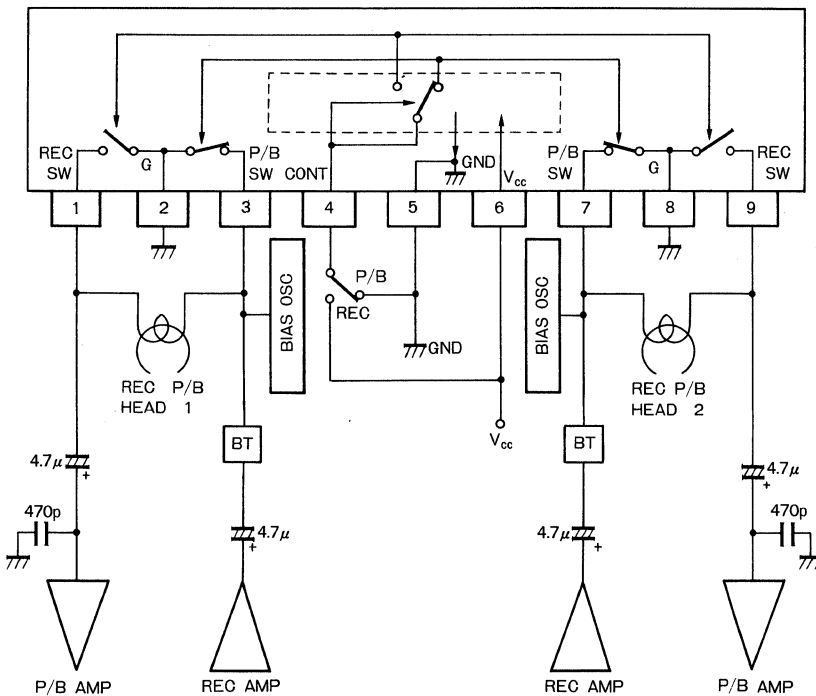 REC
SW
G
P/B
SW
CONT
GND
Vcc
P/B
SW
G
REC
SW
1
2
3
4
5
6
7
8
9
BIAS OSC
P/B
REC
GND
BIAS OSC
REC P/B
HEAD 1
REC P/B
HEAD 2
Vcc
BT
BT
4.7μ
+
4.7μ
+
470p
4.7μ
+
4.7μ
+
470p
P/B AMP
REC AMP
REC AMP
P/B AMP